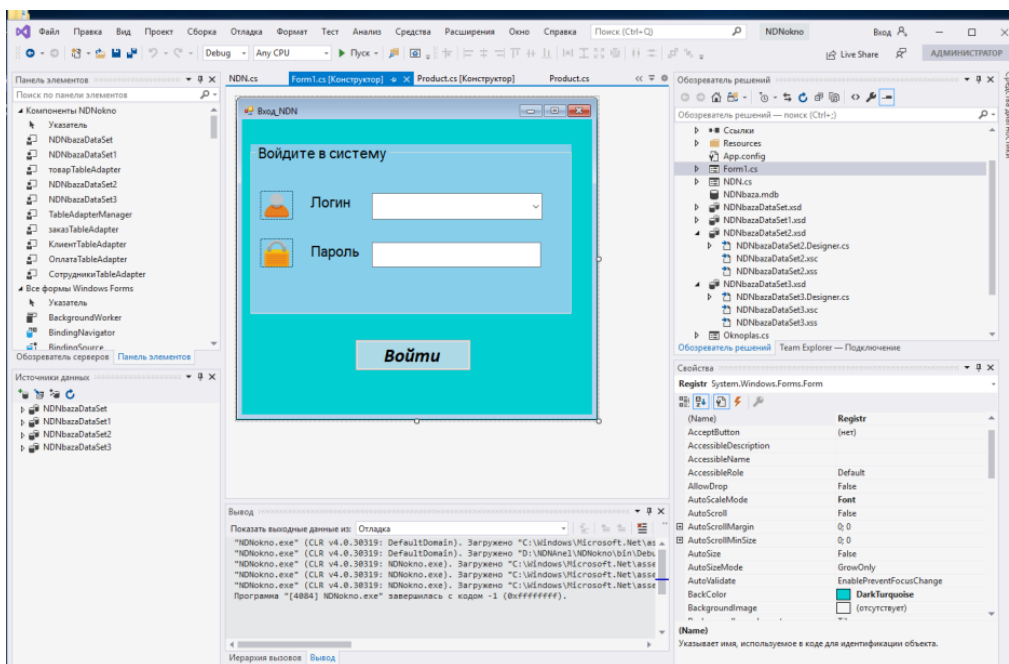 Файл Правка Вид Проект Сборка Отладка Формат Тест Анализ Средства Расширения Окно Справка Поиск (Ctrl+Q) NDNokno Вход
Debug Any CPU Пуск Live Share АДМИНИСТРАТОР
Панель элементов
Поиск по панели элементов
Компоненты NDNokno
Указатель
NDNbazaDataSet
NDNbazaDataSet1
товарTableAdapter
NDNbazaDataSet2
NDNbazaDataSet3
TableAdapterManager
заказTableAdapter
КлиентTableAdapter
ОплатаTableAdapter
СотрудникиTableAdapter
Все формы Windows Forms
Указатель
BackgroundWorker
BindingNavigator
BindingSource
Обозреватель серверов Панель элементов
Источники данных
NDNbazaDataSet
NDNbazaDataSet1
NDNbazaDataSet2
NDNbazaDataSet3
NDN.cs Form1.cs [Конструктор] Product.cs [Конструктор] Product.cs
Вход_NDN
Войдите в систему
Логин
Пароль
Войти
Вывод
Показать выходные данные из: Отладка
"NDNokno.exe" (CLR v4.0.30319: DefaultDomain). Загружено "C:\Windows\Microsoft.Net\as
"NDNokno.exe" (CLR v4.0.30319: DefaultDomain). Загружено "D:\NDNAnel\NDNokno\bin\Debu
"NDNokno.exe" (CLR v4.0.30319: NDNokno.exe). Загружено "C:\Windows\Microsoft.Net\asse
"NDNokno.exe" (CLR v4.0.30319: NDNokno.exe). Загружено "C:\Windows\Microsoft.Net\asse
"NDNokno.exe" (CLR v4.0.30319: NDNokno.exe). Загружено "C:\Windows\Microsoft.Net\asse
Программа "[4084] NDNokno.exe" завершилась с кодом -1 (0xffffffff).
Иерархия вызовов Вывод
Обозреватель решений
Обозреватель решений — поиск (Ctrl+;)
Ссылки
Resources
App.config
Form1.cs
NDN.cs
NDNbaza.mdb
NDNbazaDataSet.xsd
NDNbazaDataSet1.xsd
NDNbazaDataSet2.xsd
NDNbazaDataSet2.Designer.cs
NDNbazaDataSet2.xsc
NDNbazaDataSet2.xss
NDNbazaDataSet3.xsd
NDNbazaDataSet3.Designer.cs
NDNbazaDataSet3.xsc
NDNbazaDataSet3.xss
Oknoplas.cs
Обозреватель решений Team Explorer — Подключение
Свойства
Registr System.Windows.Forms.Form
(Name) Registr
AcceptButton (нет)
AccessibleDescription
AccessibleName
AccessibleRole Default
AllowDrop False
AutoScaleMode Font
AutoScroll False
AutoScrollMargin 0; 0
AutoScrollMinSize 0; 0
AutoSize False
AutoSizeMode GrowOnly
AutoValidate EnablePreventFocusChange
BackColor DarkTurquoise
BackgroundImage (отсутствует)
(Name)
Указывает имя, используемое в коде для идентификации объекта.